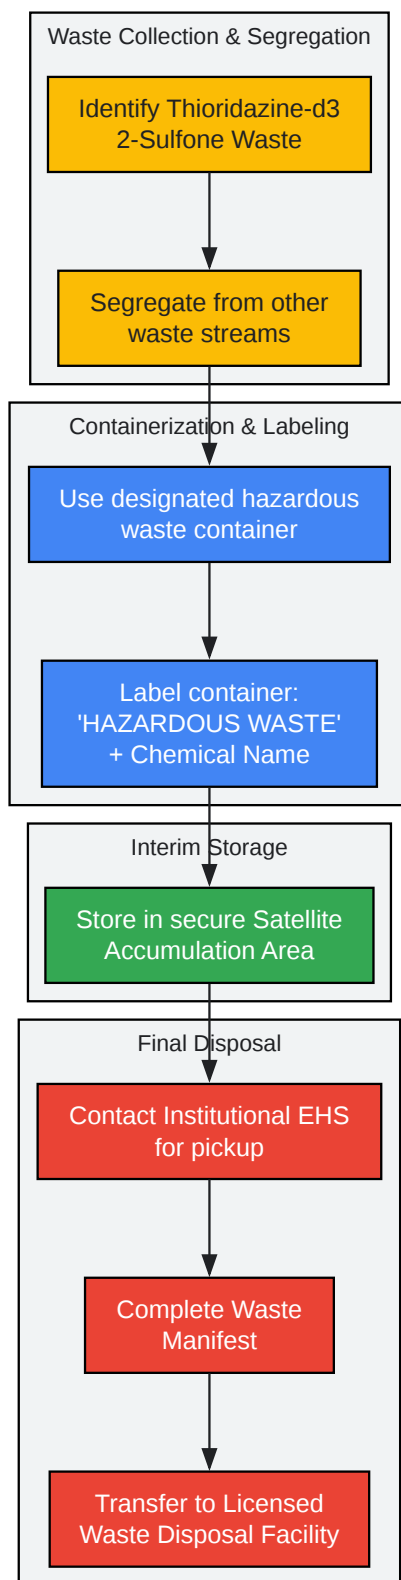 Waste Collection & Segregation
Identify Thioridazine-d3
2-Sulfone Waste
Segregate from other
waste streams
Containerization & Labeling
Use designated hazardous
waste container
Label container:
'HAZARDOUS WASTE'
+ Chemical Name
Interim Storage
Store in secure Satellite
Accumulation Area
Final Disposal
Contact Institutional EHS
for pickup
Complete Waste
Manifest
Transfer to Licensed
Waste Disposal Facility